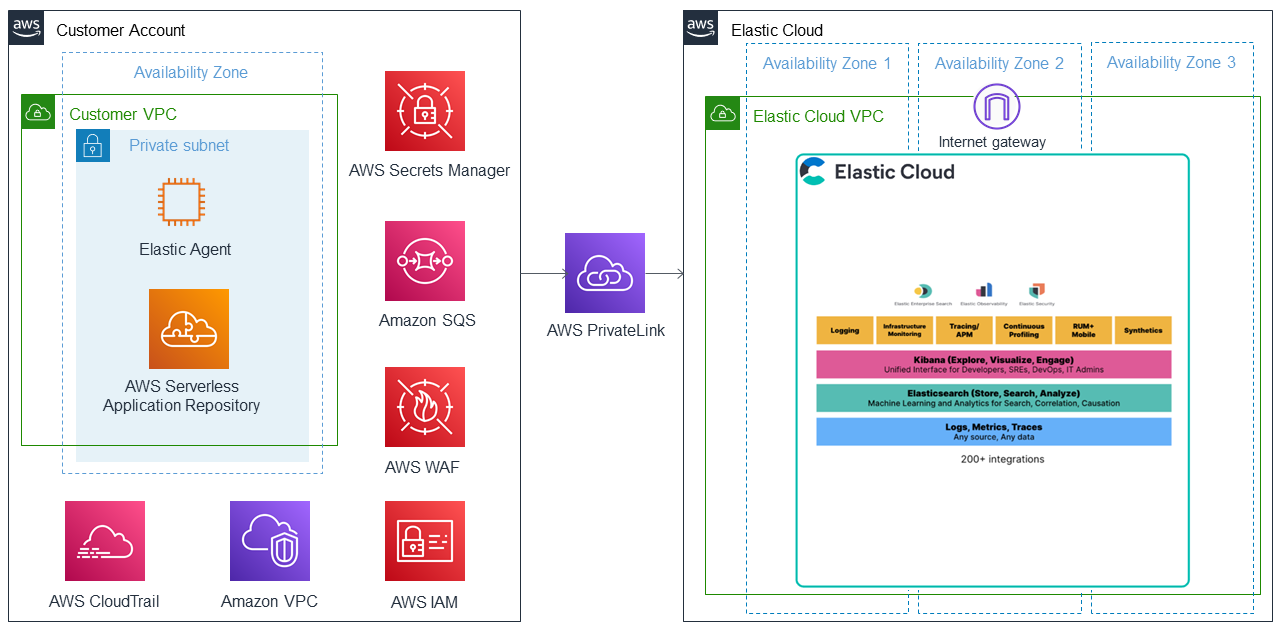 aws
Customer Account
Availability Zone
Customer VPC
Private subnet
Elastic Agent
AWS Serverless
Application Repository
AWS Secrets Manager
Amazon SQS
AWS WAF
AWS CloudTrail
Amazon VPC
AWS IAM
AWS PrivateLink
aws
Elastic Cloud
Availability Zone 1
Availability Zone 2
Availability Zone 3
Elastic Cloud VPC
Internet gateway
Elastic Cloud
Elastic Enterprise Search
Elastic Observability
Elastic Security
Logging
Infrastructure
Monitoring
Tracing/
APM
Continuous
Profiling
RUM+
Mobile
Synthetics
Kibana (Explore, Visualize, Engage)
Unified Interface for Developers, SREs, DevOps, IT Admins
Elasticsearch (Store, Search, Analyze)
Machine Learning and Analytics for Search, Correlation, Causation
Logs, Metrics, Traces
Any source, Any data
200+ integrations